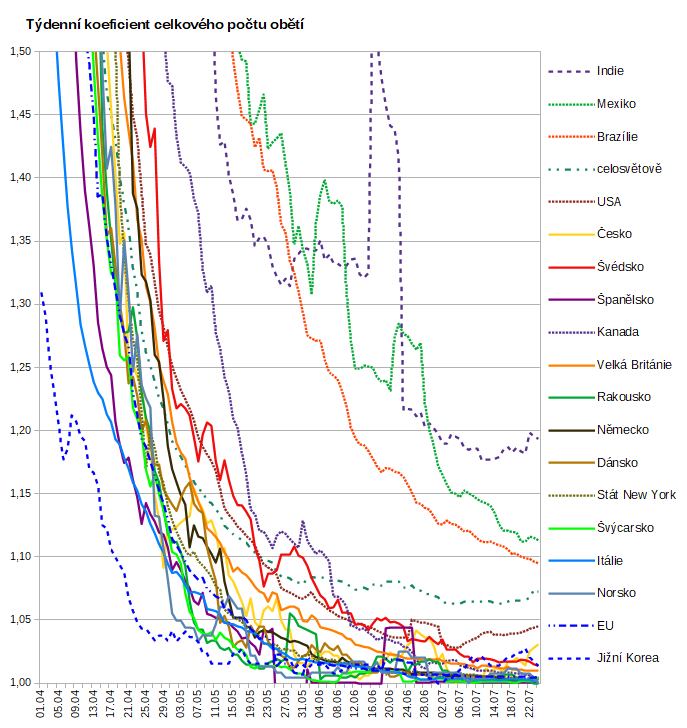 Týdenní koeficient celkového počtu obětí
1,50
1,45
1,40
1,35
1,30
1,25
1,20
1,15
1,10
1,05
1,00
01.04
05.04
09.04
13.04
17.04
21.04
25.04
29.04
03.05
07.05
11.05
15.05
19.05
23.05
27.05
31.05
04.06
08.06
12.06
16.06
20.06
24.06
28.06
02.07
06.07
10.07
14.07
18.07
22.07
Indie
Mexiko
Brazílie
celosvětově
USA
Česko
Švédsko
Španělsko
Kanada
Velká Británie
Rakousko
Německo
Dánsko
Stát New York
Švýcarsko
Itálie
Norsko
EU
Jižní Korea